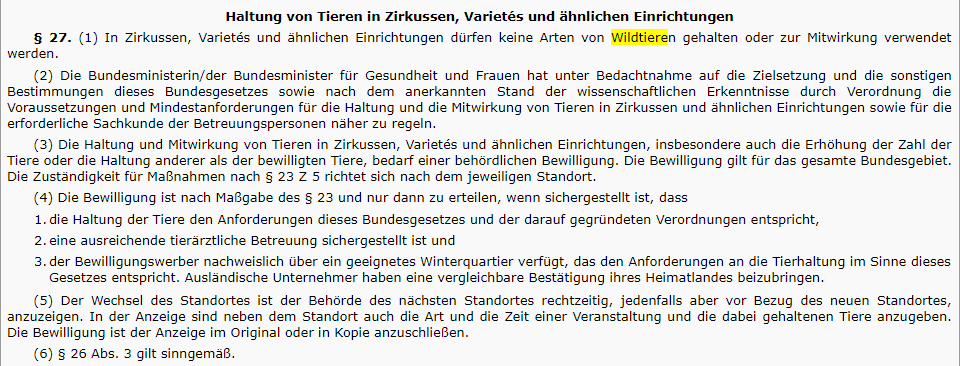 Haltung von Tieren in Zirkussen, Varietés und ähnlichen Einrichtungen
§ 27. (1) In Zirkussen, Varietés und ähnlichen Einrichtungen dürfen keine Arten von Wildtieren gehalten oder zur Mitwirkung verwendet
werden.
(2) Die Bundesministerin/der Bundesminister für Gesundheit und Frauen hat unter Bedachtnahme auf die Zielsetzung und die sonstigen
Bestimmungen dieses Bundesgesetzes sowie nach dem anerkannten Stand der wissenschaftlichen Erkenntnisse durch Verordnung die
Voraussetzungen und Mindestanforderungen für die Haltung und die Mitwirkung von Tieren in Zirkussen und ähnlichen Einrichtungen sowie für die
erforderliche Sachkunde der Betreuungspersonen näher zu regeln.
(3) Die Haltung und Mitwirkung von Tieren in Zirkussen, Varietés und ähnlichen Einrichtungen, insbesondere auch die Erhöhung der Zahl der
Tiere oder die Haltung anderer als der bewilligten Tiere, bedarf einer behördlichen Bewilligung. Die Bewilligung gilt für das gesamte Bundesgebiet.
Die Zuständigkeit für Maßnahmen nach § 23 Z 5 richtet sich nach dem jeweiligen Standort.
(4) Die Bewilligung ist nach Maßgabe des § 23 und nur dann zu erteilen, wenn sichergestellt ist, dass
1. die Haltung der Tiere den Anforderungen dieses Bundesgesetzes und der darauf gegründeten Verordnungen entspricht,
2. eine ausreichende tierärztliche Betreuung sichergestellt ist und
3. der Bewilligungswerber nachweislich über ein geeignetes Winterquartier verfügt, das den Anforderungen an die Tierhaltung im Sinne dieses
Gesetzes entspricht. Ausländische Unternehmer haben eine vergleichbare Bestätigung ihres Heimatlandes beizubringen.
(5) Der Wechsel des Standortes ist der Behörde des nächsten Standortes rechtzeitig, jedenfalls aber vor Bezug des neuen Standortes,
anzuzeigen. In der Anzeige sind neben dem Standort auch die Art und die Zeit einer Veranstaltung und die dabei gehaltenen Tiere anzugeben.
Die Bewilligung ist der Anzeige im Original oder in Kopie anzuschließen.
(6) § 26 Abs. 3 gilt sinngemäß.